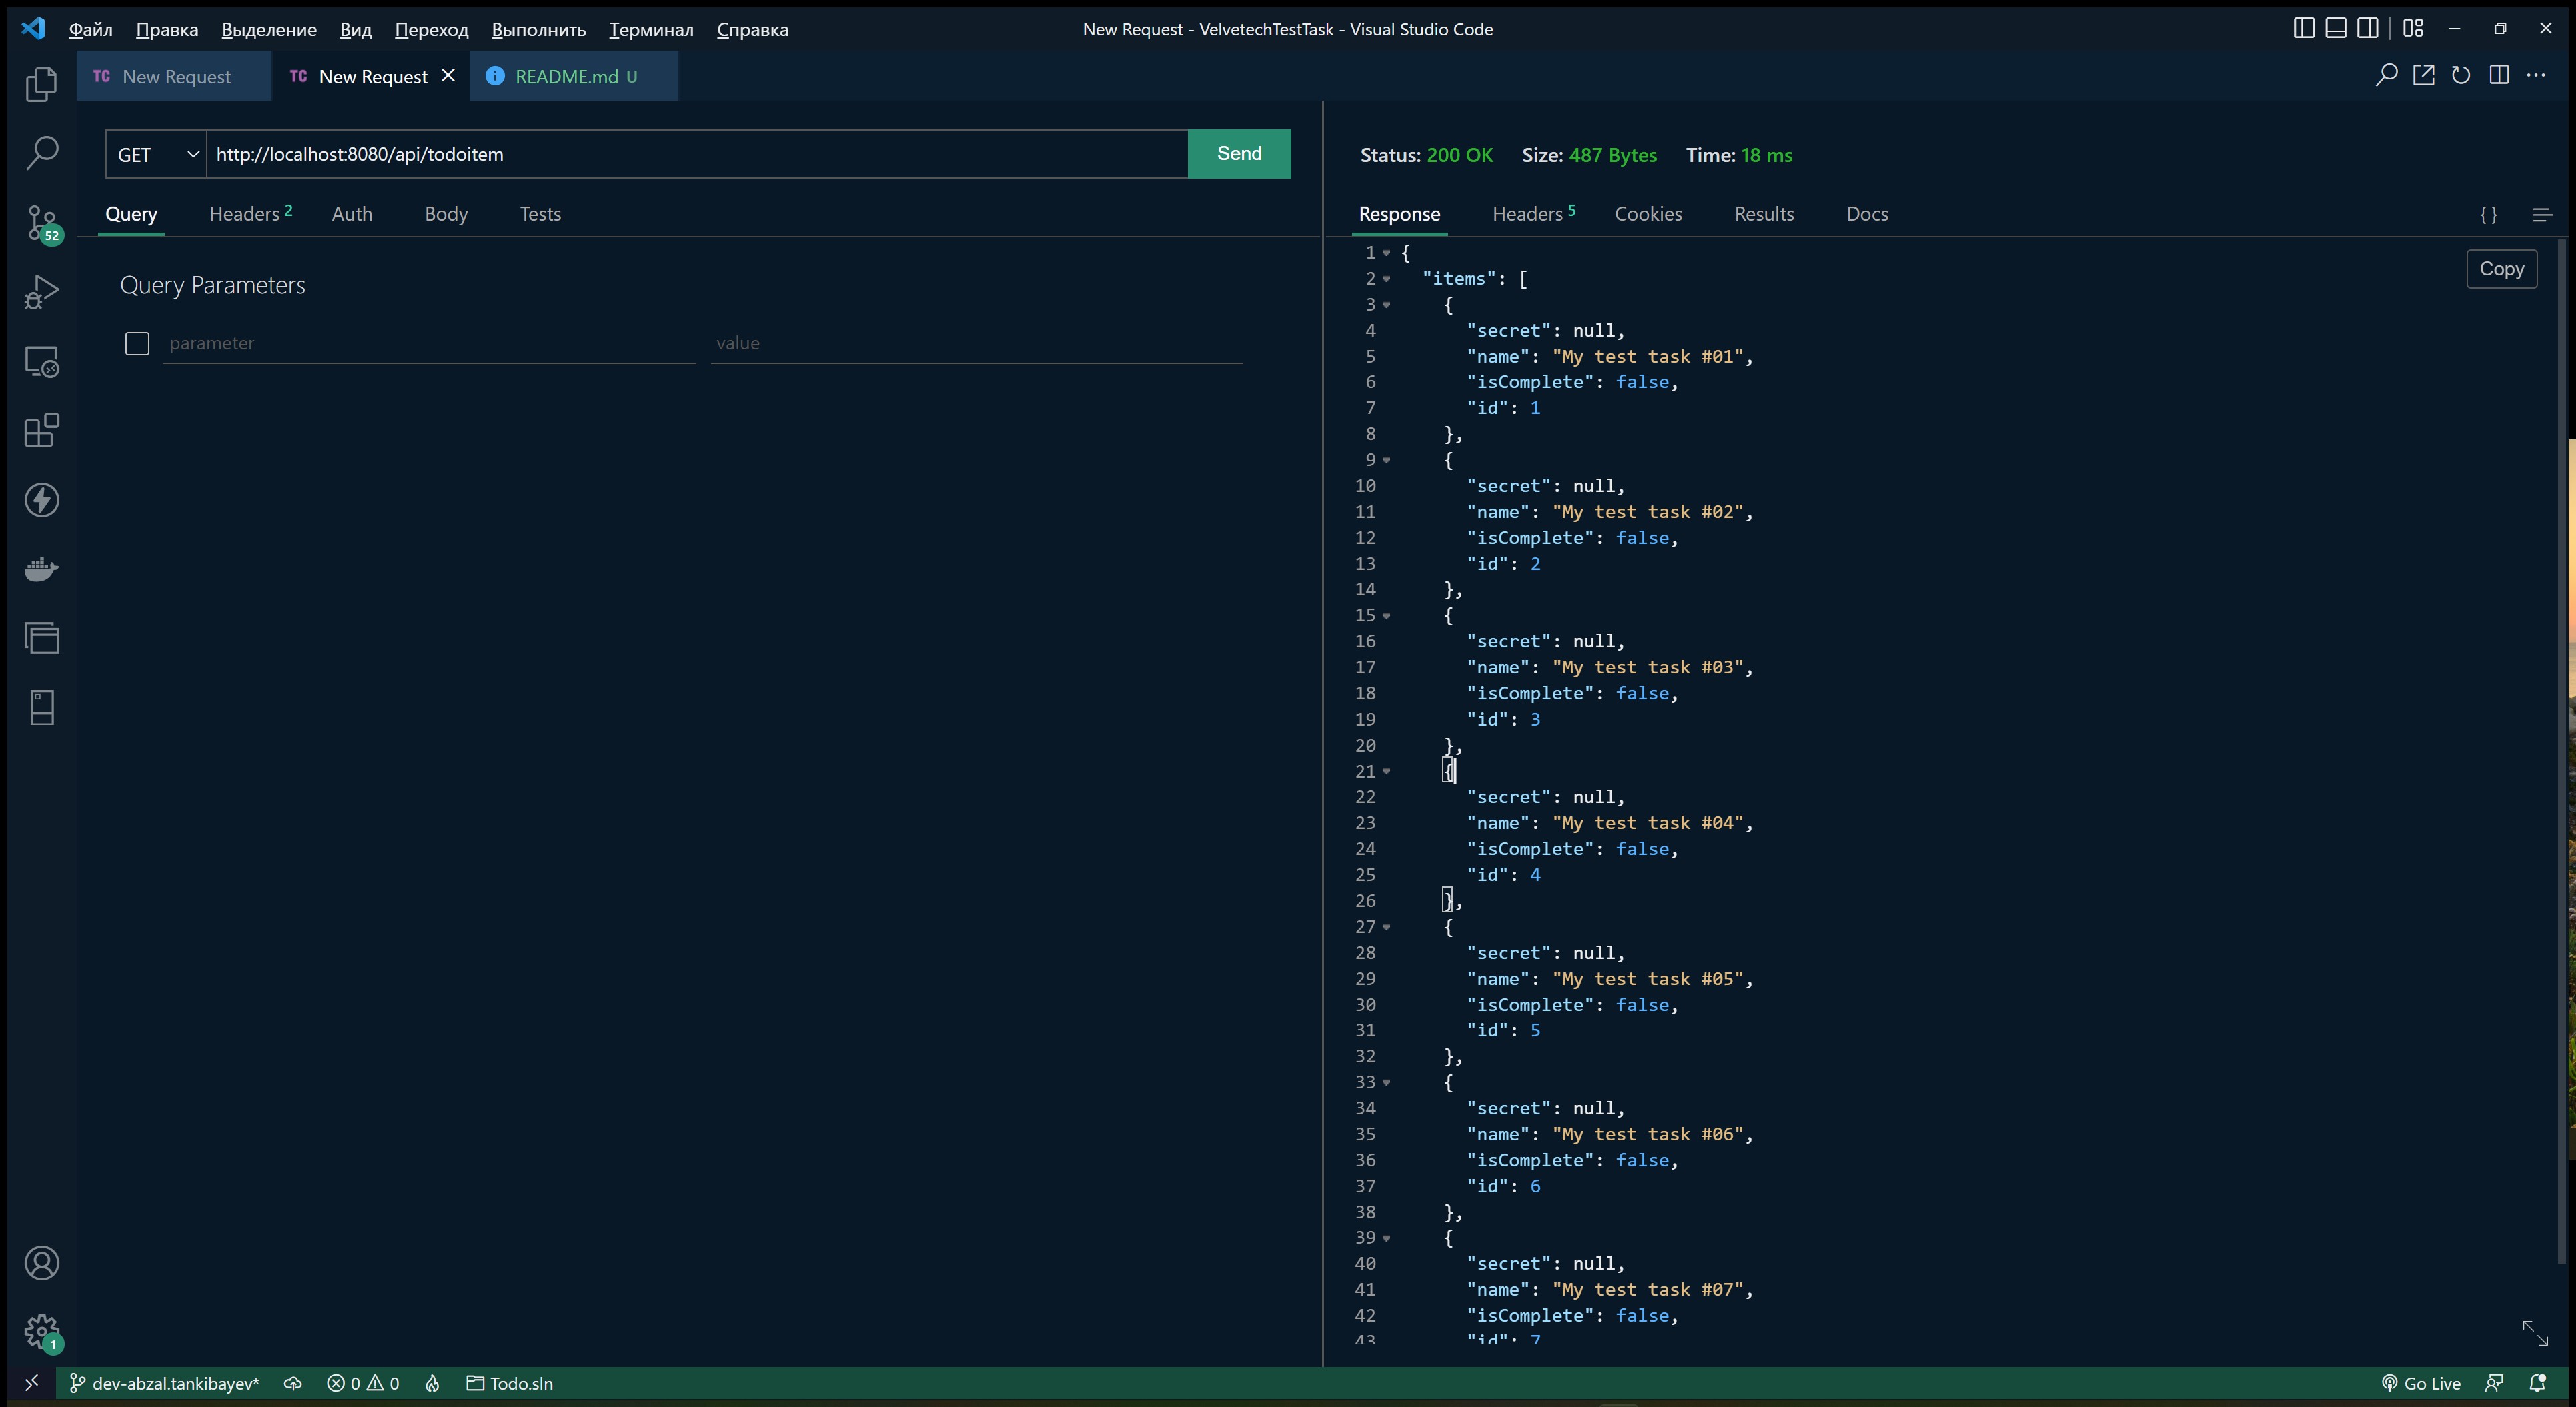 Файл Правка Выделение Вид Переход Выполнить Терминал Справка
New Request - VelvetechTestTask - Visual Studio Code
TC New Request
TC New Request
README.md U
GET
http://localhost:8080/api/todoitem
Send
Query Headers 2 Auth Body Tests
Query Parameters
parameter value
Status: 200 OK Size: 487 Bytes Time: 18 ms
Response Headers 5 Cookies Results Docs
{}
Copy
1 {
2 "items": [
3 {
4 "secret": null,
5 "name": "My test task #01",
6 "isComplete": false,
7 "id": 1
8 },
9 {
10 "secret": null,
11 "name": "My test task #02",
12 "isComplete": false,
13 "id": 2
14 },
15 {
16 "secret": null,
17 "name": "My test task #03",
18 "isComplete": false,
19 "id": 3
20 },
21 {
22 "secret": null,
23 "name": "My test task #04",
24 "isComplete": false,
25 "id": 4
26 },
27 {
28 "secret": null,
29 "name": "My test task #05",
30 "isComplete": false,
31 "id": 5
32 },
33 {
34 "secret": null,
35 "name": "My test task #06",
36 "isComplete": false,
37 "id": 6
38 },
39 {
40 "secret": null,
41 "name": "My test task #07",
42 "isComplete": false,
43 "id": 7
52
1
dev-abzal.tankibayev* 0 0 Todo.sln
Go Live